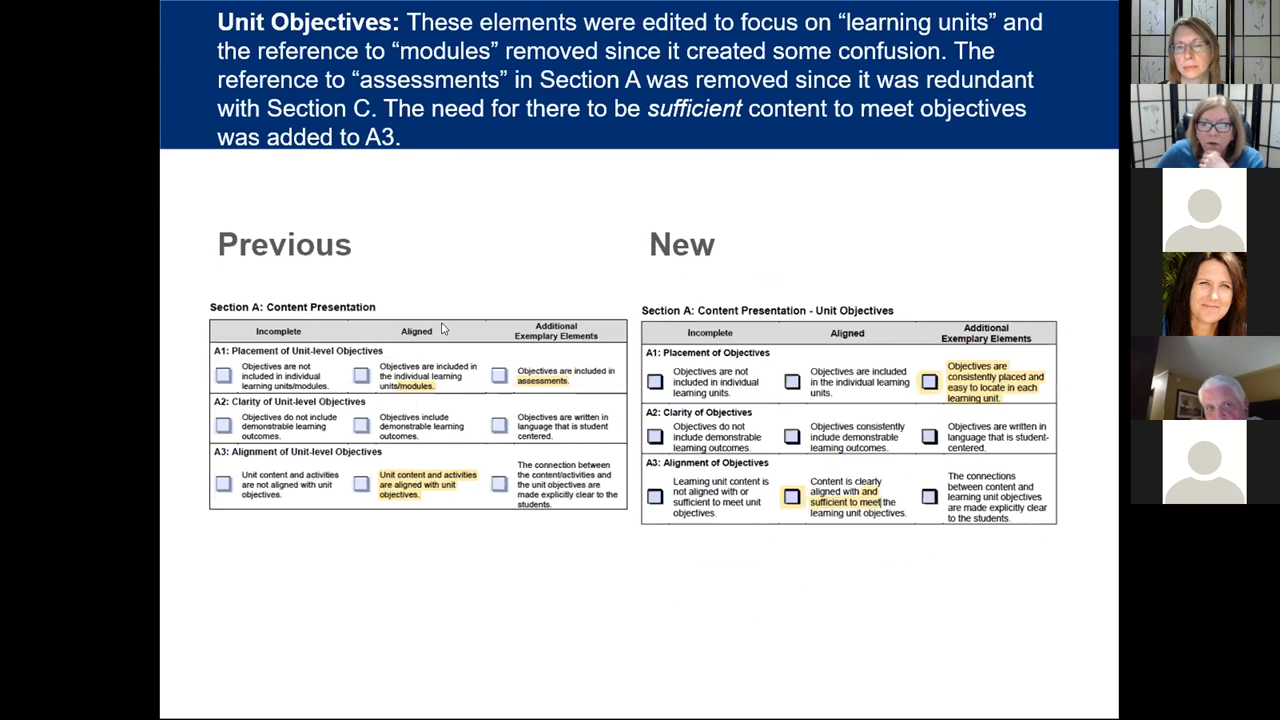 Unit Objectives: These elements were edited to focus on “learning units” and
the reference to “modules” removed since it created some confusion. The
reference to “assessments” in Section A was removed since it was redundant
with Section C. The need for there to be sufficient content to meet objectives
was added to A3.
Previous
Section A: Content Presentation
Incomplete
Aligned
Additional
Exemplary Elements
A1: Placement of Unit-level Objectives
Objectives are not
included in individual
learning units/modules.
Objectives are included in
the individual learning
units/modules.
Objectives are included in
assessments.
A2: Clarity of Unit-level Objectives
Objectives do not include
demonstrable learning
outcomes.
Objectives include
demonstrable learning
outcomes.
Objectives are written in
language that is student
centered.
A3: Alignment of Unit-level Objectives
Unit content and activities
are not aligned with unit
objectives.
Unit content and activities
are aligned with unit
objectives.
The connection between
the content/activities and
the unit objectives are
made explicitly clear to the
students.
New
Section A: Content Presentation - Unit Objectives
Incomplete
Aligned
Additional
Exemplary Elements
A1: Placement of Objectives
Objectives are not
included in individual
learning units.
Objectives are included
in the individual learning
units.
Objectives are
consistently placed and
easy to locate in each
learning unit.
A2: Clarity of Objectives
Objectives do not
include demonstrable
learning outcomes.
Objectives consistently
include demonstrable
learning outcomes.
Objectives are written in
language that is student-
centered.
A3: Alignment of Objectives
Learning unit content is
not aligned with or
sufficient to meet unit
objectives.
Content is clearly
aligned with and
sufficient to meet the
learning unit objectives.
The connections
between content and
learning unit objectives
are made explicitly clear
to the students.